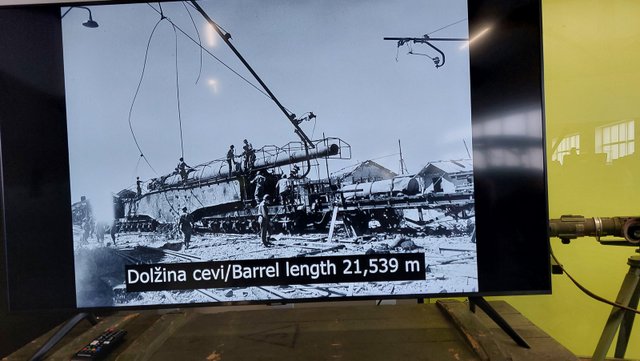 Dolžina cevi/Barrel length 21,539 m